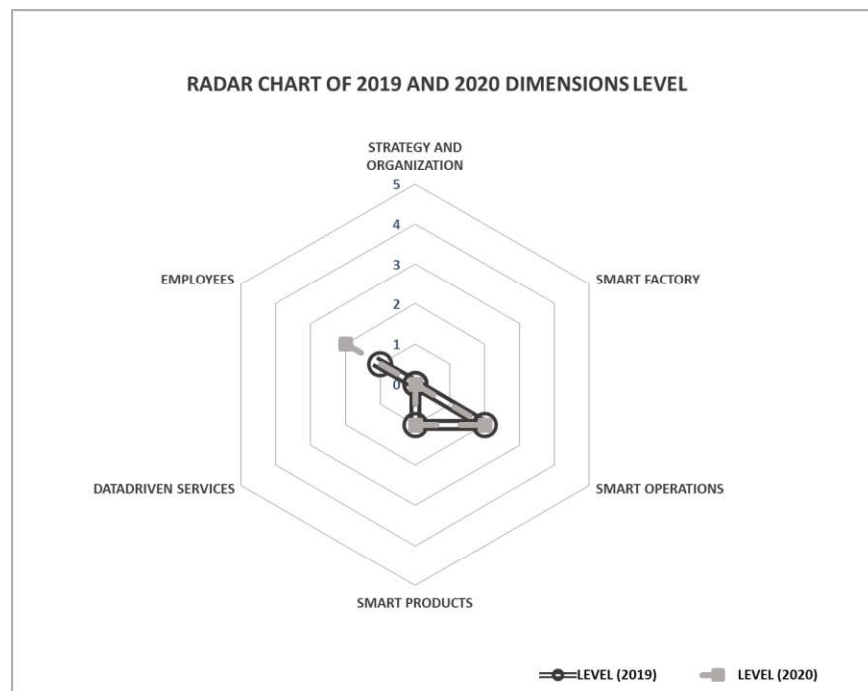 RADAR CHART OF 2019 AND 2020 DIMENSIONS LEVEL
STRATEGY AND
ORGANIZATION
5
4
EMPLOYEES
SMART FACTORY
3
2
1
0
DATADRIVEN SERVICES
SMART OPERATIONS
SMART PRODUCTS
LEVEL (2019)
LEVEL (2020)